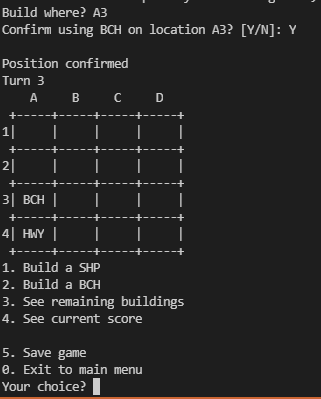 Build where? A3
Confirm using BCH on location A3? [Y/N]: Y

Position confirmed
Turn 3
    A     B     C     D
 +-----+-----+-----+-----+
1|     |     |     |     |
 +-----+-----+-----+-----+
2|     |     |     |     |
 +-----+-----+-----+-----+
3| BCH |     |     |     |
 +-----+-----+-----+-----+
4| HWY |     |     |     |
 +-----+-----+-----+-----+
1. Build a SHP
2. Build a BCH
3. See remaining buildings
4. See current score

5. Save game
0. Exit to main menu
Your choice?